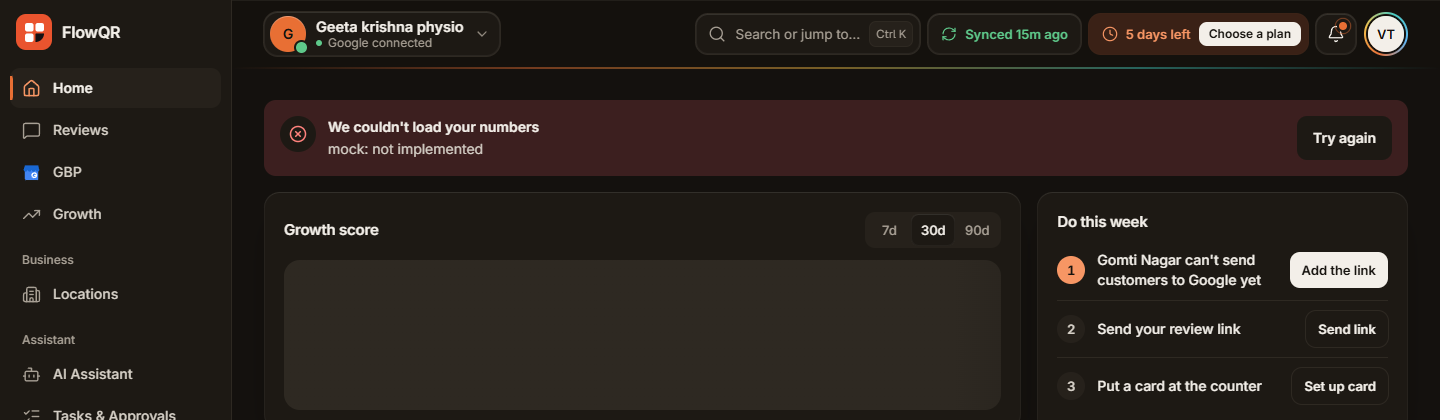 FlowQR
G
Geeta krishna physio
Google connected
Search or jump to...
Ctrl K
Synced 15m ago
5 days left
Choose a plan
VT
Home
Reviews
GBP
Growth
Business
Locations
Assistant
AI Assistant
Tasks & Approvals
We couldn't load your numbers
mock: not implemented
Try again
Growth score
7d
30d
90d
Do this week
1
Gomti Nagar can't send
customers to Google yet
Add the link
2
Send your review link
Send link
3
Put a card at the counter
Set up card